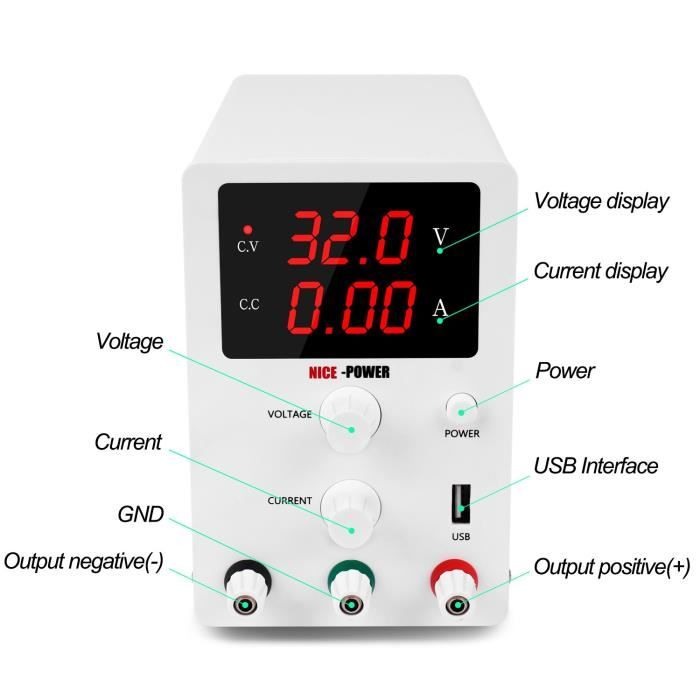 Voltage display
32.0 V
C.V
Current display
0.00 A
C.C
Voltage
NICE -POWER
Power
VOLTAGE
POWER
Current
USB Interface
CURRENT
USB
GND
Output negative(-)
Output positive(+)